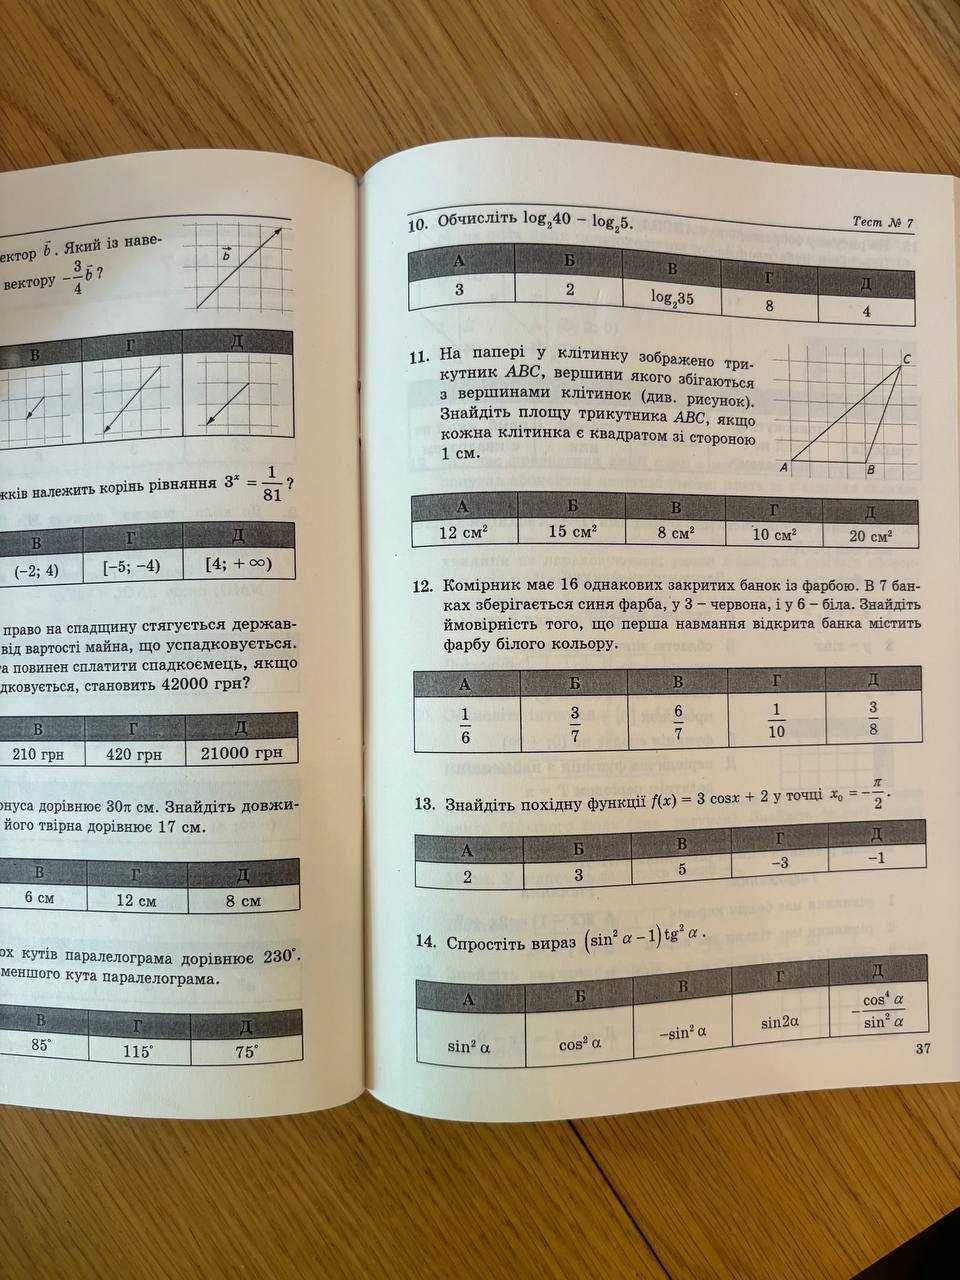 ектор b⃗. Який із наве-
вектору −3/4 b⃗ ?
b⃗
В Г Д
жків належить корінь рівняння 3ˣ = 1/81 ?
В Г Д
(-2; 4) [-5; -4) [4; +∞)
право на спадщину стягується держав-
від вартості майна, що успадковується.
а повинен сплатити спадкоємець, якщо
дковується, становить 42000 грн?
В Г Д
210 грн 420 грн 21000 грн
онуса дорівнює 30π см. Знайдіть довжи-
його твірна дорівнює 17 см.
В Г Д
6 см 12 см 8 см
ох кутів паралелограма дорівнює 230°.
меншого кута паралелограма.
В Г Д
85° 115° 75°
Тест № 7
10. Обчисліть log₂40 − log₂5.
А Б В Г Д
3 2 log₂35 8 4
11. На папері у клітинку зображено три-
кутник ABC, вершини якого збігаються
з вершинами клітинок (див. рисунок).
Знайдіть площу трикутника ABC, якщо
кожна клітинка є квадратом зі стороною
1 см.
C
A B
А Б В Г Д
12 см² 15 см² 8 см² 10 см² 20 см²
12. Комірник має 16 однакових закритих банок із фарбою. В 7 бан-
ках зберігається синя фарба, у 3 – червона, і у 6 – біла. Знайдіть
ймовірність того, що перша навмання відкрита банка містить
фарбу білого кольору.
А Б В Г Д
1/6 3/7 6/7 1/10 3/8
13. Знайдіть похідну функції f(x) = 3 cosx + 2 у точці x₀ = −π/2.
А Б В Г Д
2 3 5 −3 −1
14. Спростіть вираз (sin² α − 1)tg² α.
А Б В Г Д
sin² α cos² α −sin² α sin2α −cos⁴ α/sin² α
37